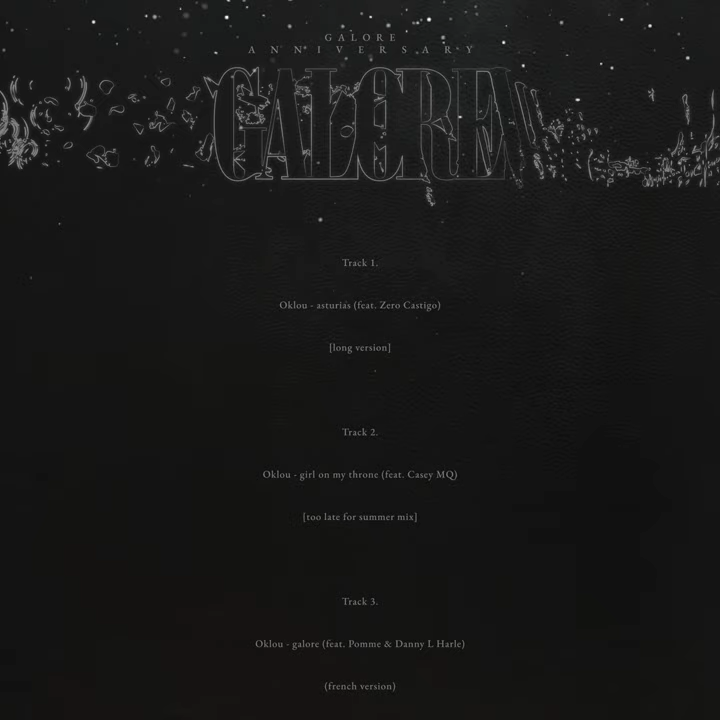 GALORE
ANNIVERSARY
GALORE
Track 1.
Oklou - asturias (feat. Zero Castigo)
[long version]
Track 2.
Oklou - girl on my throne (feat. Casey MQ)
[too late for summer mix]
Track 3.
Oklou - galore (feat. Pomme & Danny L Harle)
(french version)